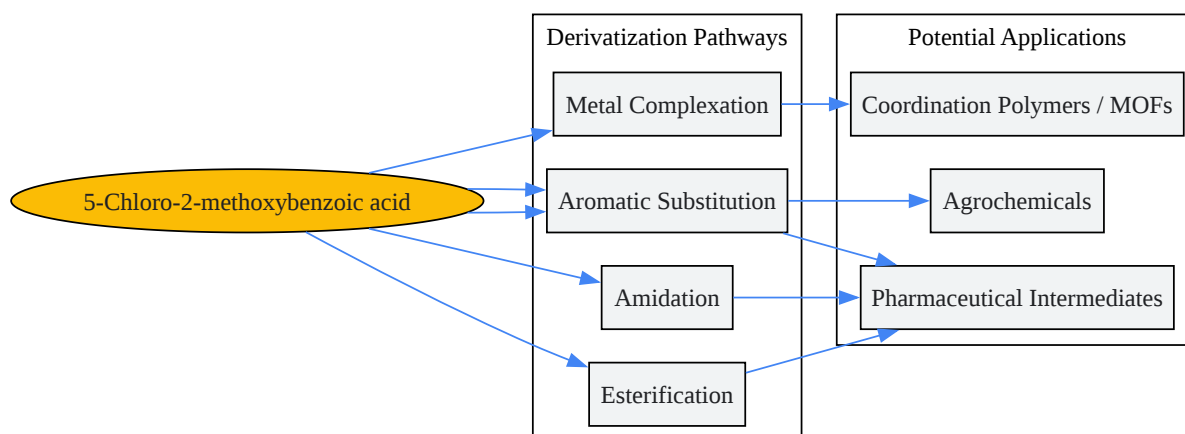 Derivatization Pathways
Potential Applications
Metal Complexation
Coordination Polymers / MOFs
5-Chloro-2-methoxybenzoic acid
Aromatic Substitution
Agrochemicals
Amidation
Pharmaceutical Intermediates
Esterification